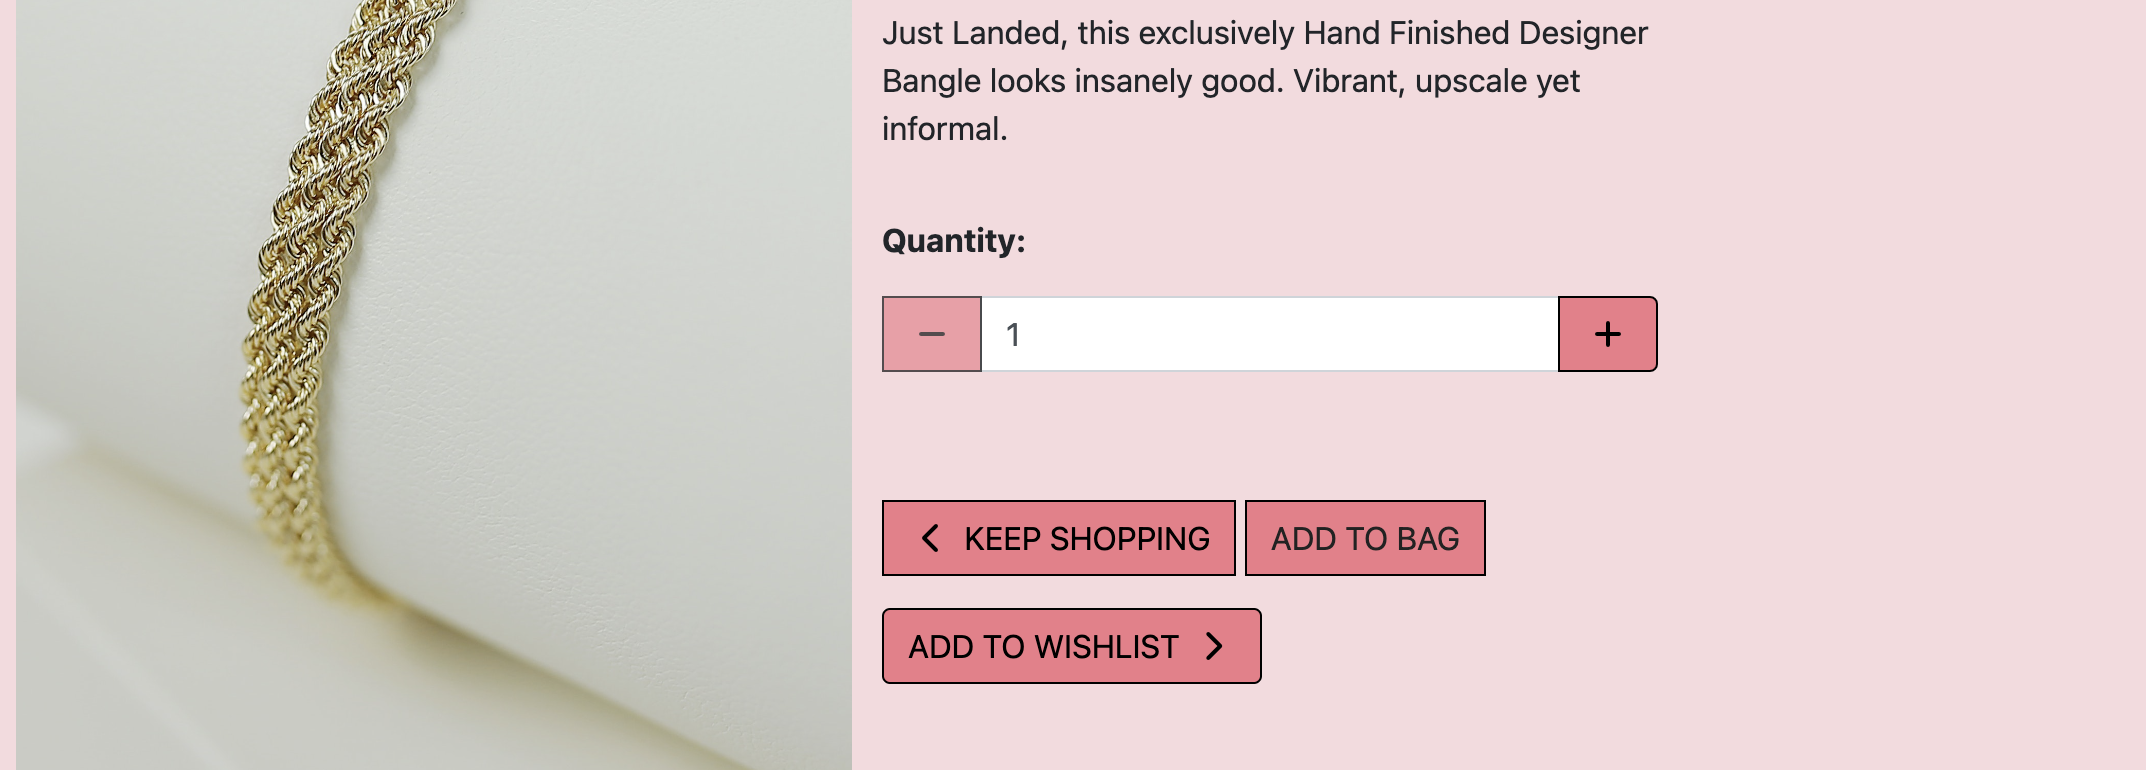 Just Landed, this exclusively Hand Finished Designer
Bangle looks insanely good. Vibrant, upscale yet
informal.
Quantity:
1
KEEP SHOPPING
ADD TO BAG
ADD TO WISHLIST